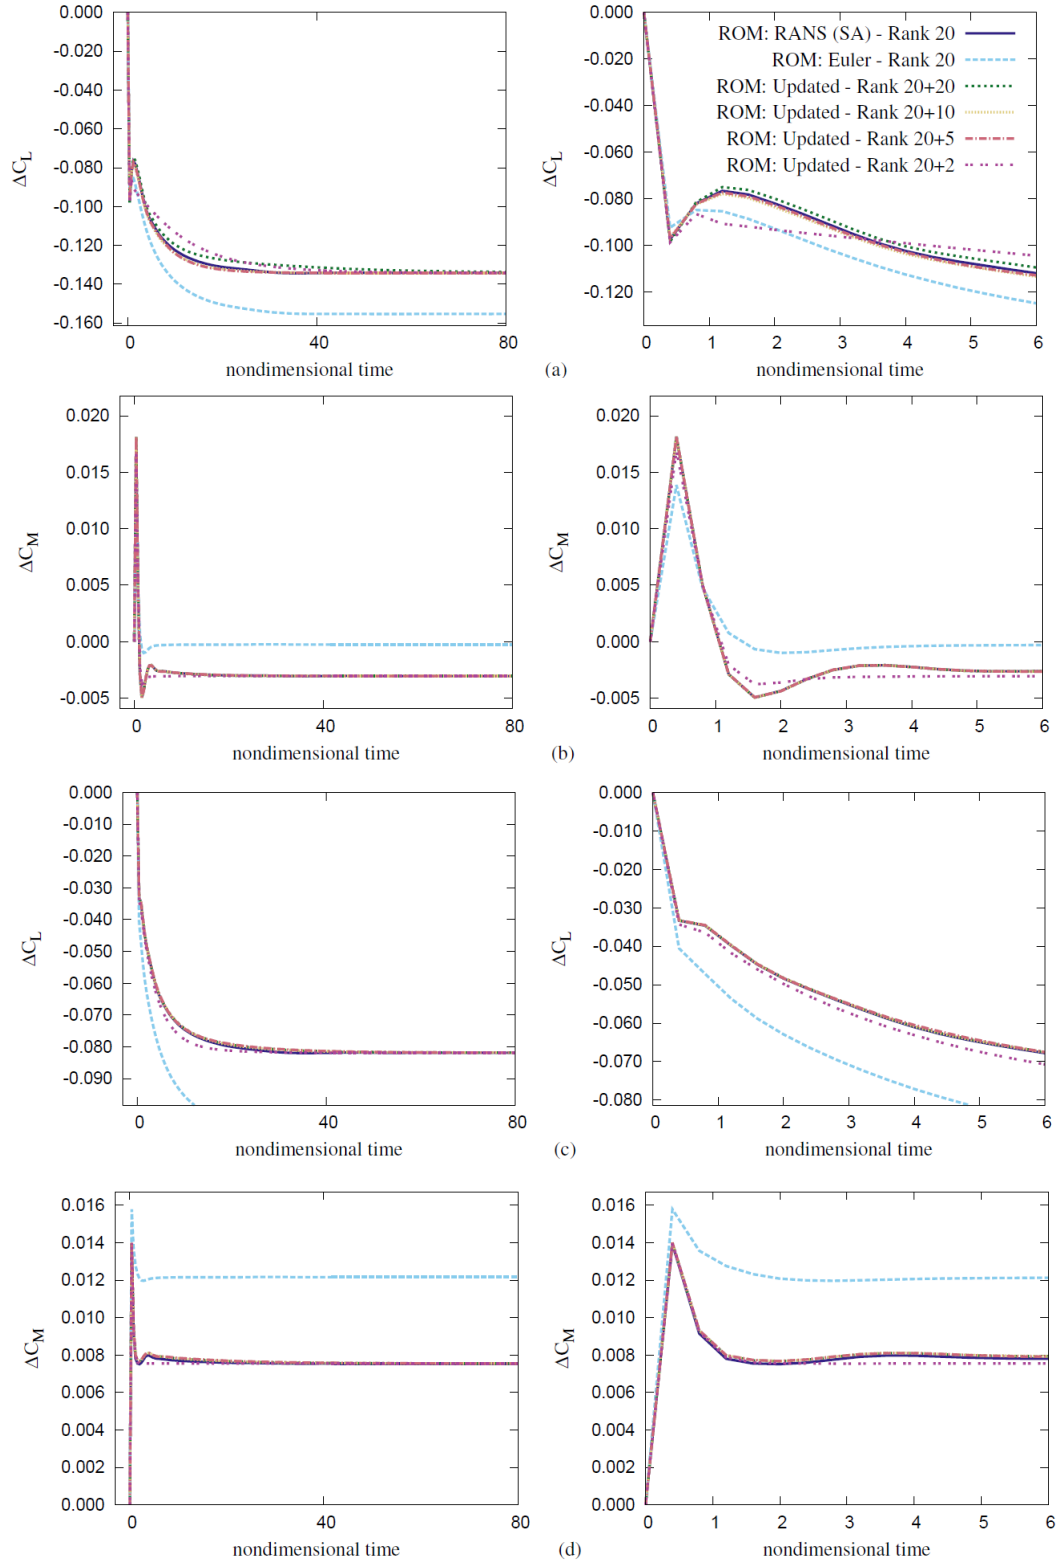 0.000
-0.020
-0.040
-0.060
-0.080
-0.100
-0.120
-0.140
-0.160
ΔCL
0
40
80
nondimensional time
0.000
-0.020
-0.040
-0.060
-0.080
-0.100
-0.120
ΔCL
ROM: RANS (SA) - Rank 20
ROM: Euler - Rank 20
ROM: Updated - Rank 20+20
ROM: Updated - Rank 20+10
ROM: Updated - Rank 20+5
ROM: Updated - Rank 20+2
0 1 2 3 4 5 6
nondimensional time
(a)
0.020
0.015
0.010
0.005
0.000
-0.005
ΔCM
0
40
80
nondimensional time
0.020
0.015
0.010
0.005
0.000
-0.005
ΔCM
0 1 2 3 4 5 6
nondimensional time
(b)
0.000
-0.010
-0.020
-0.030
-0.040
-0.050
-0.060
-0.070
-0.080
-0.090
ΔCL
0
40
80
nondimensional time
0.000
-0.010
-0.020
-0.030
-0.040
-0.050
-0.060
-0.070
-0.080
ΔCL
0 1 2 3 4 5 6
nondimensional time
(c)
0.016
0.014
0.012
0.010
0.008
0.006
0.004
0.002
0.000
ΔCM
0
40
80
nondimensional time
0.016
0.014
0.012
0.010
0.008
0.006
0.004
0.002
0.000
ΔCM
0 1 2 3 4 5 6
nondimensional time
(d)